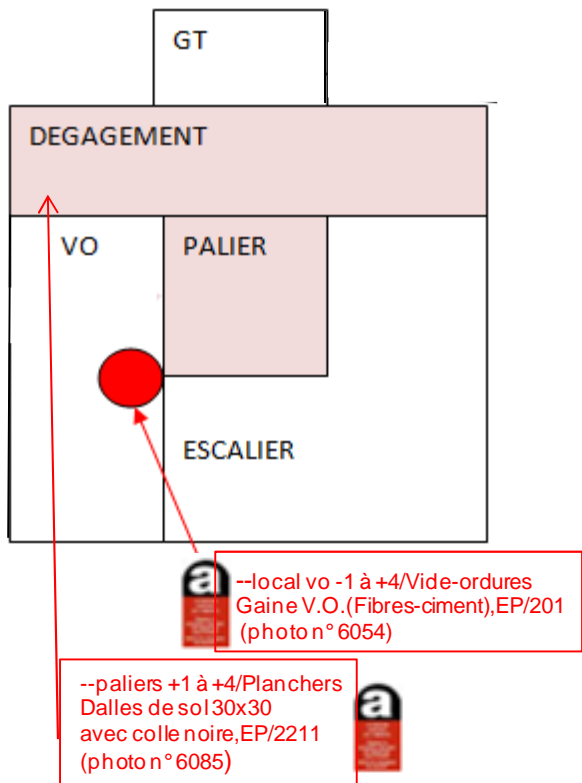 GT
DEGAGEMENT
VO
PALIER
ESCALIER
a
--local vo -1 à +4/Vide-ordures
Gaine V.O.(Fibres-ciment),EP/201
(photo n° 6054)
--paliers +1 à +4/Planchers
Dalles de sol 30x30
avec colle noire,EP/2211
(photo n° 6085)
a